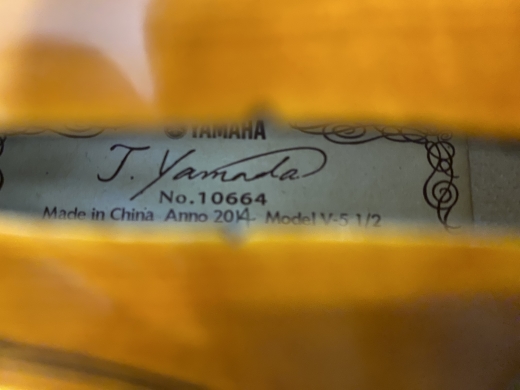 YAMAHA
J. Yamada
No.10664
Made in China Anno 2014 Model V-5 1/2